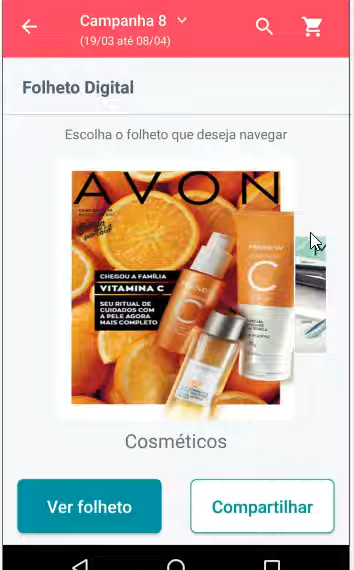 Campanha 8
(19/03 até 08/04)
Folheto Digital
Escolha o folheto que deseja navegar
AVON
CHEGOU A FAMÍLIA
VITAMINA C
SEU RITUAL DE
CUIDADOS COM
A PELE AGORA
MAIS COMPLETO
C
Cosméticos
Ver folheto
Compartilhar